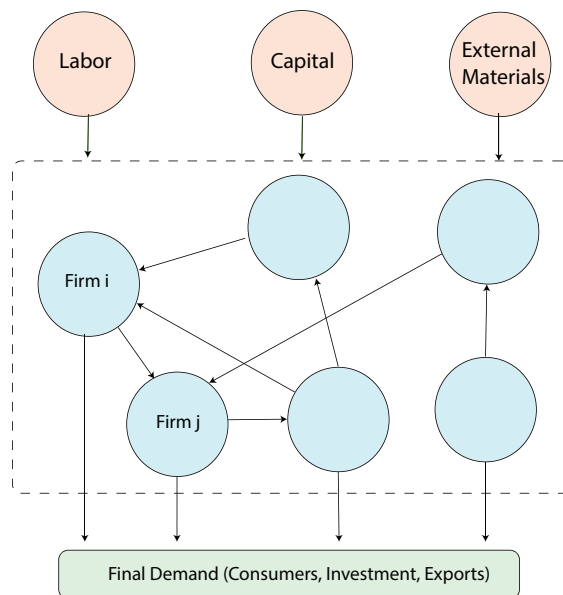 Labor
Capital
External
Materials
Firm i
Firm j
Final Demand (Consumers, Investment, Exports)